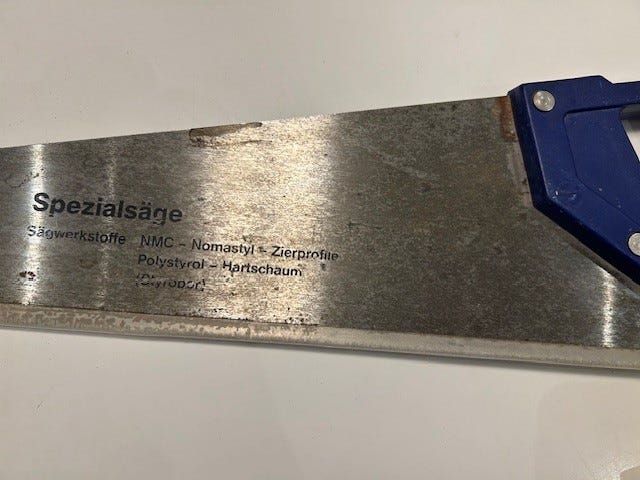 Spezialsäge
Sägwerkstoffe NMC - Nomastyl - Zierprofile
Polystyrol - Hartschaum